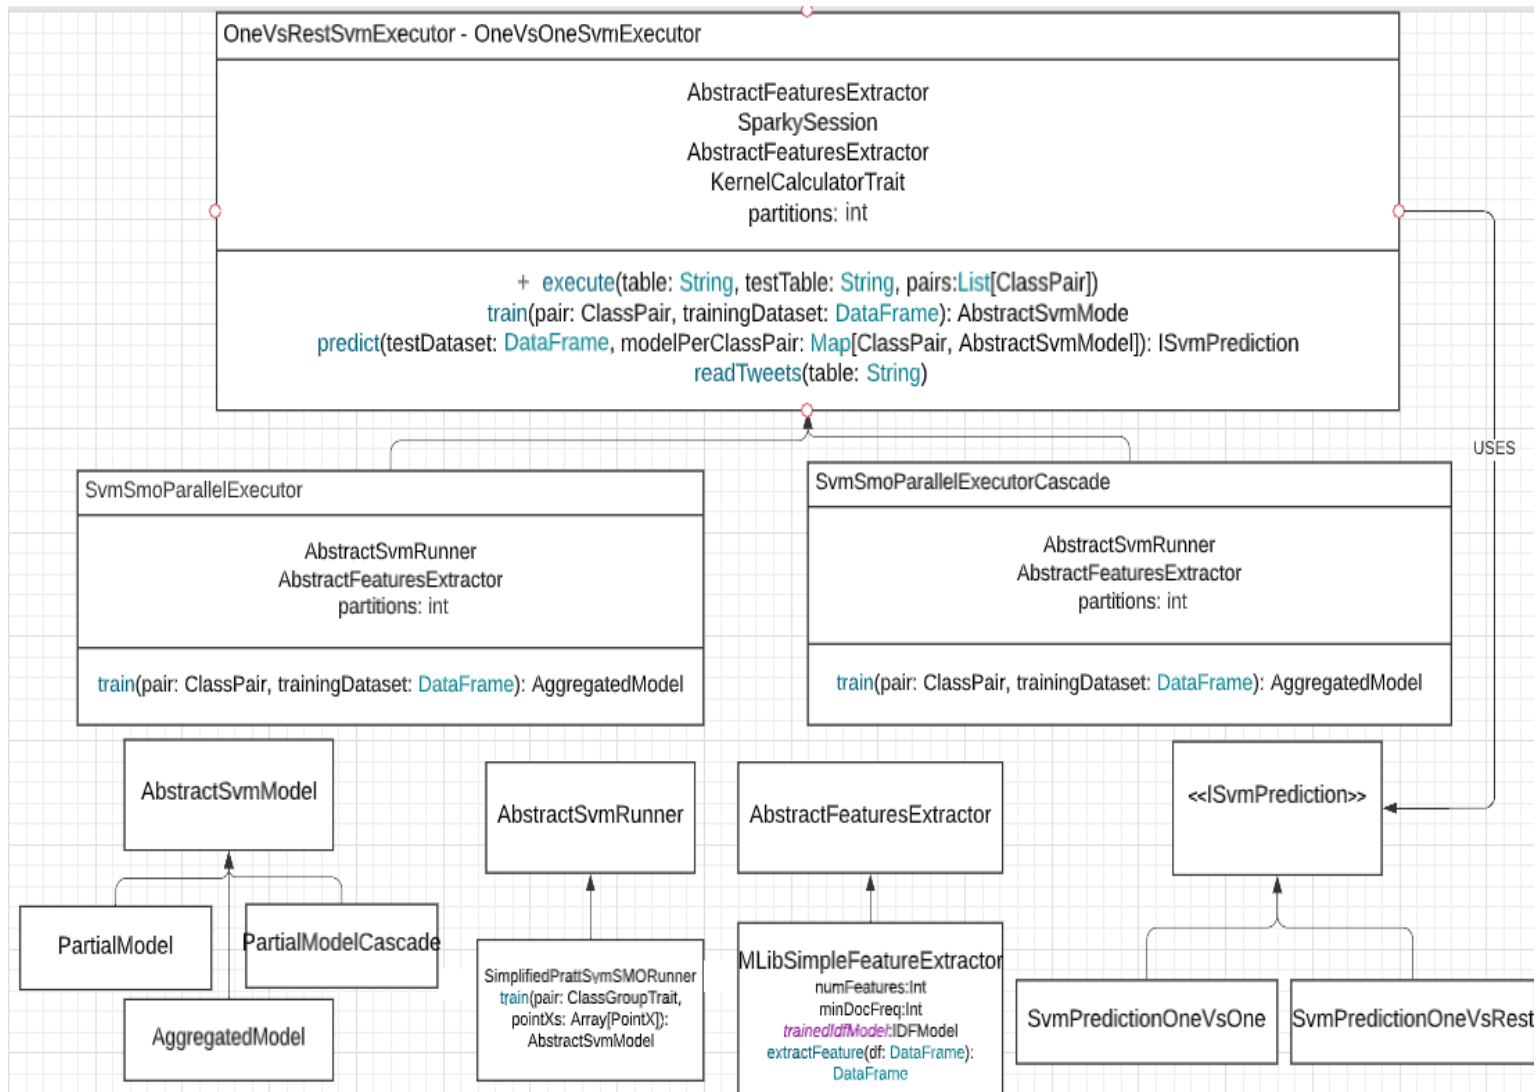 OneVsRestSvmExecutor - OneVsOneSvmExecutor
AbstractFeaturesExtractor
SparkySession
AbstractFeaturesExtractor
KernelCalculatorTrait
partitions: int
+ execute(table: String, testTable: String, pairs:List[ClassPair])
train(pair: ClassPair, trainingDataset: DataFrame): AbstractSvmMode
predict(testDataset: DataFrame, modelPerClassPair: Map[ClassPair, AbstractSvmModel]): ISvmPrediction
readTweets(table: String)
USES
SvmSmoParallelExecutor
AbstractSvmRunner
AbstractFeaturesExtractor
partitions: int
train(pair: ClassPair, trainingDataset: DataFrame): AggregatedModel
SvmSmoParallelExecutorCascade
AbstractSvmRunner
AbstractFeaturesExtractor
partitions: int
train(pair: ClassPair, trainingDataset: DataFrame): AggregatedModel
AbstractSvmModel
AbstractSvmRunner
AbstractFeaturesExtractor
<<ISvmPrediction>>
PartialModel
PartialModelCascade
AggregatedModel
SimplifiedPrattSvmSMORunner
train(pair: ClassGroupTrait,
pointXs: Array[PointX]):
AbstractSvmModel
MLibSimpleFeatureExtractor
numFeatures:Int
minDocFreq:Int
trainedIdfModel:IDFModel
extractFeature(df: DataFrame):
DataFrame
SvmPredictionOneVsOne
SvmPredictionOneVsRest